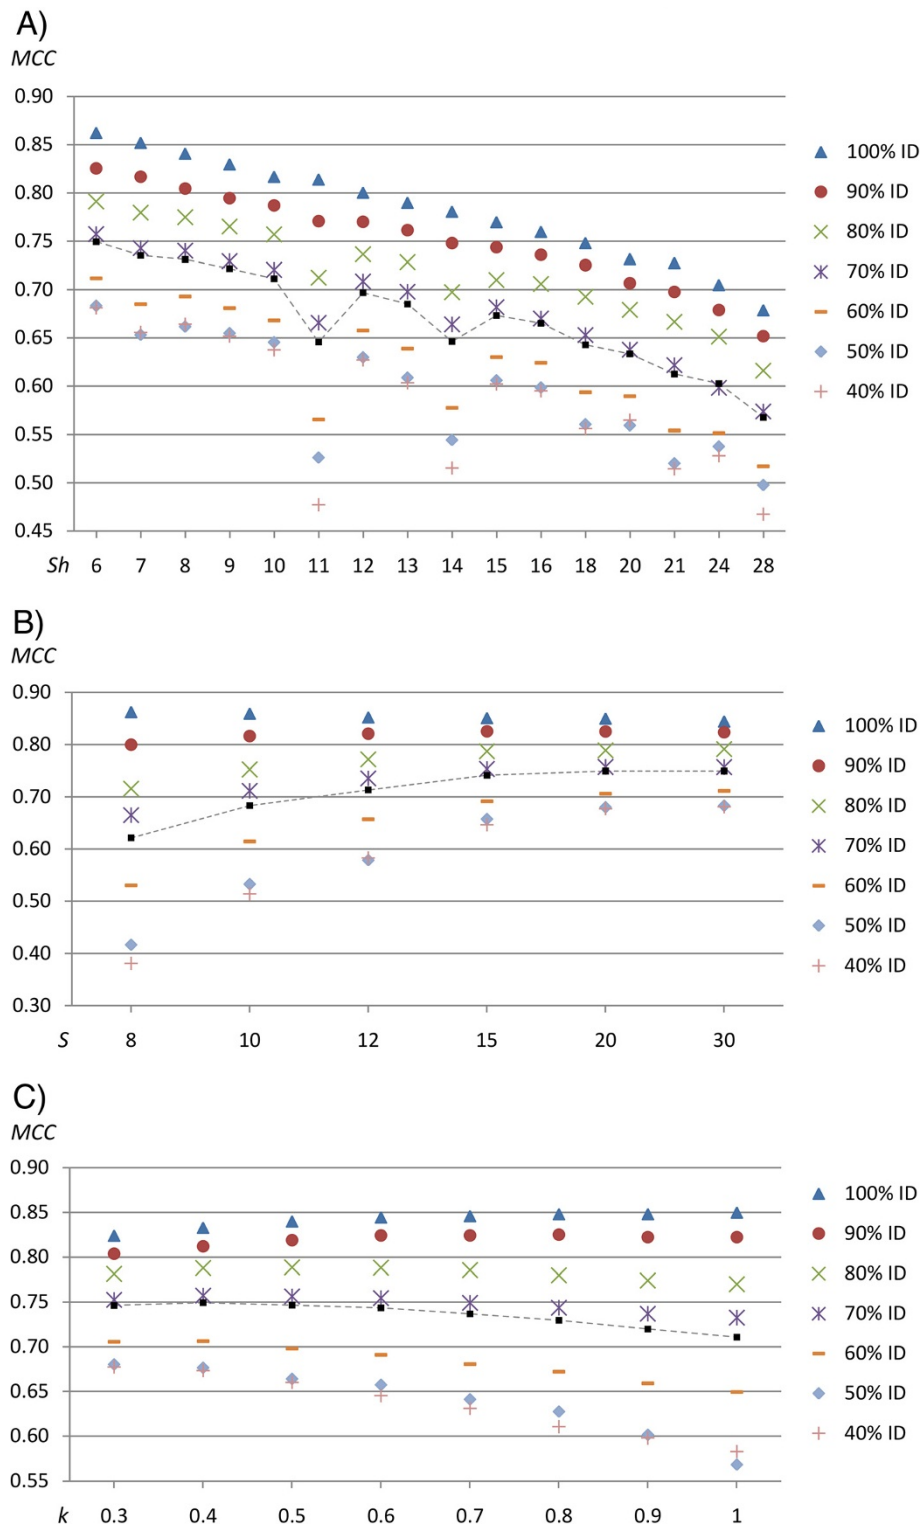 A)
MCC
0.90
0.85
0.80
0.75
0.70
0.65
0.60
0.55
0.50
0.45
Sh 6 7 8 9 10 11 12 13 14 15 16 18 20 21 24 28
100% ID
90% ID
80% ID
70% ID
60% ID
50% ID
40% ID
B)
MCC
0.90
0.80
0.70
0.60
0.50
0.40
0.30
S 8 10 12 15 20 30
100% ID
90% ID
80% ID
70% ID
60% ID
50% ID
40% ID
C)
MCC
0.90
0.85
0.80
0.75
0.70
0.65
0.60
0.55
k 0.3 0.4 0.5 0.6 0.7 0.8 0.9 1
100% ID
90% ID
80% ID
70% ID
60% ID
50% ID
40% ID